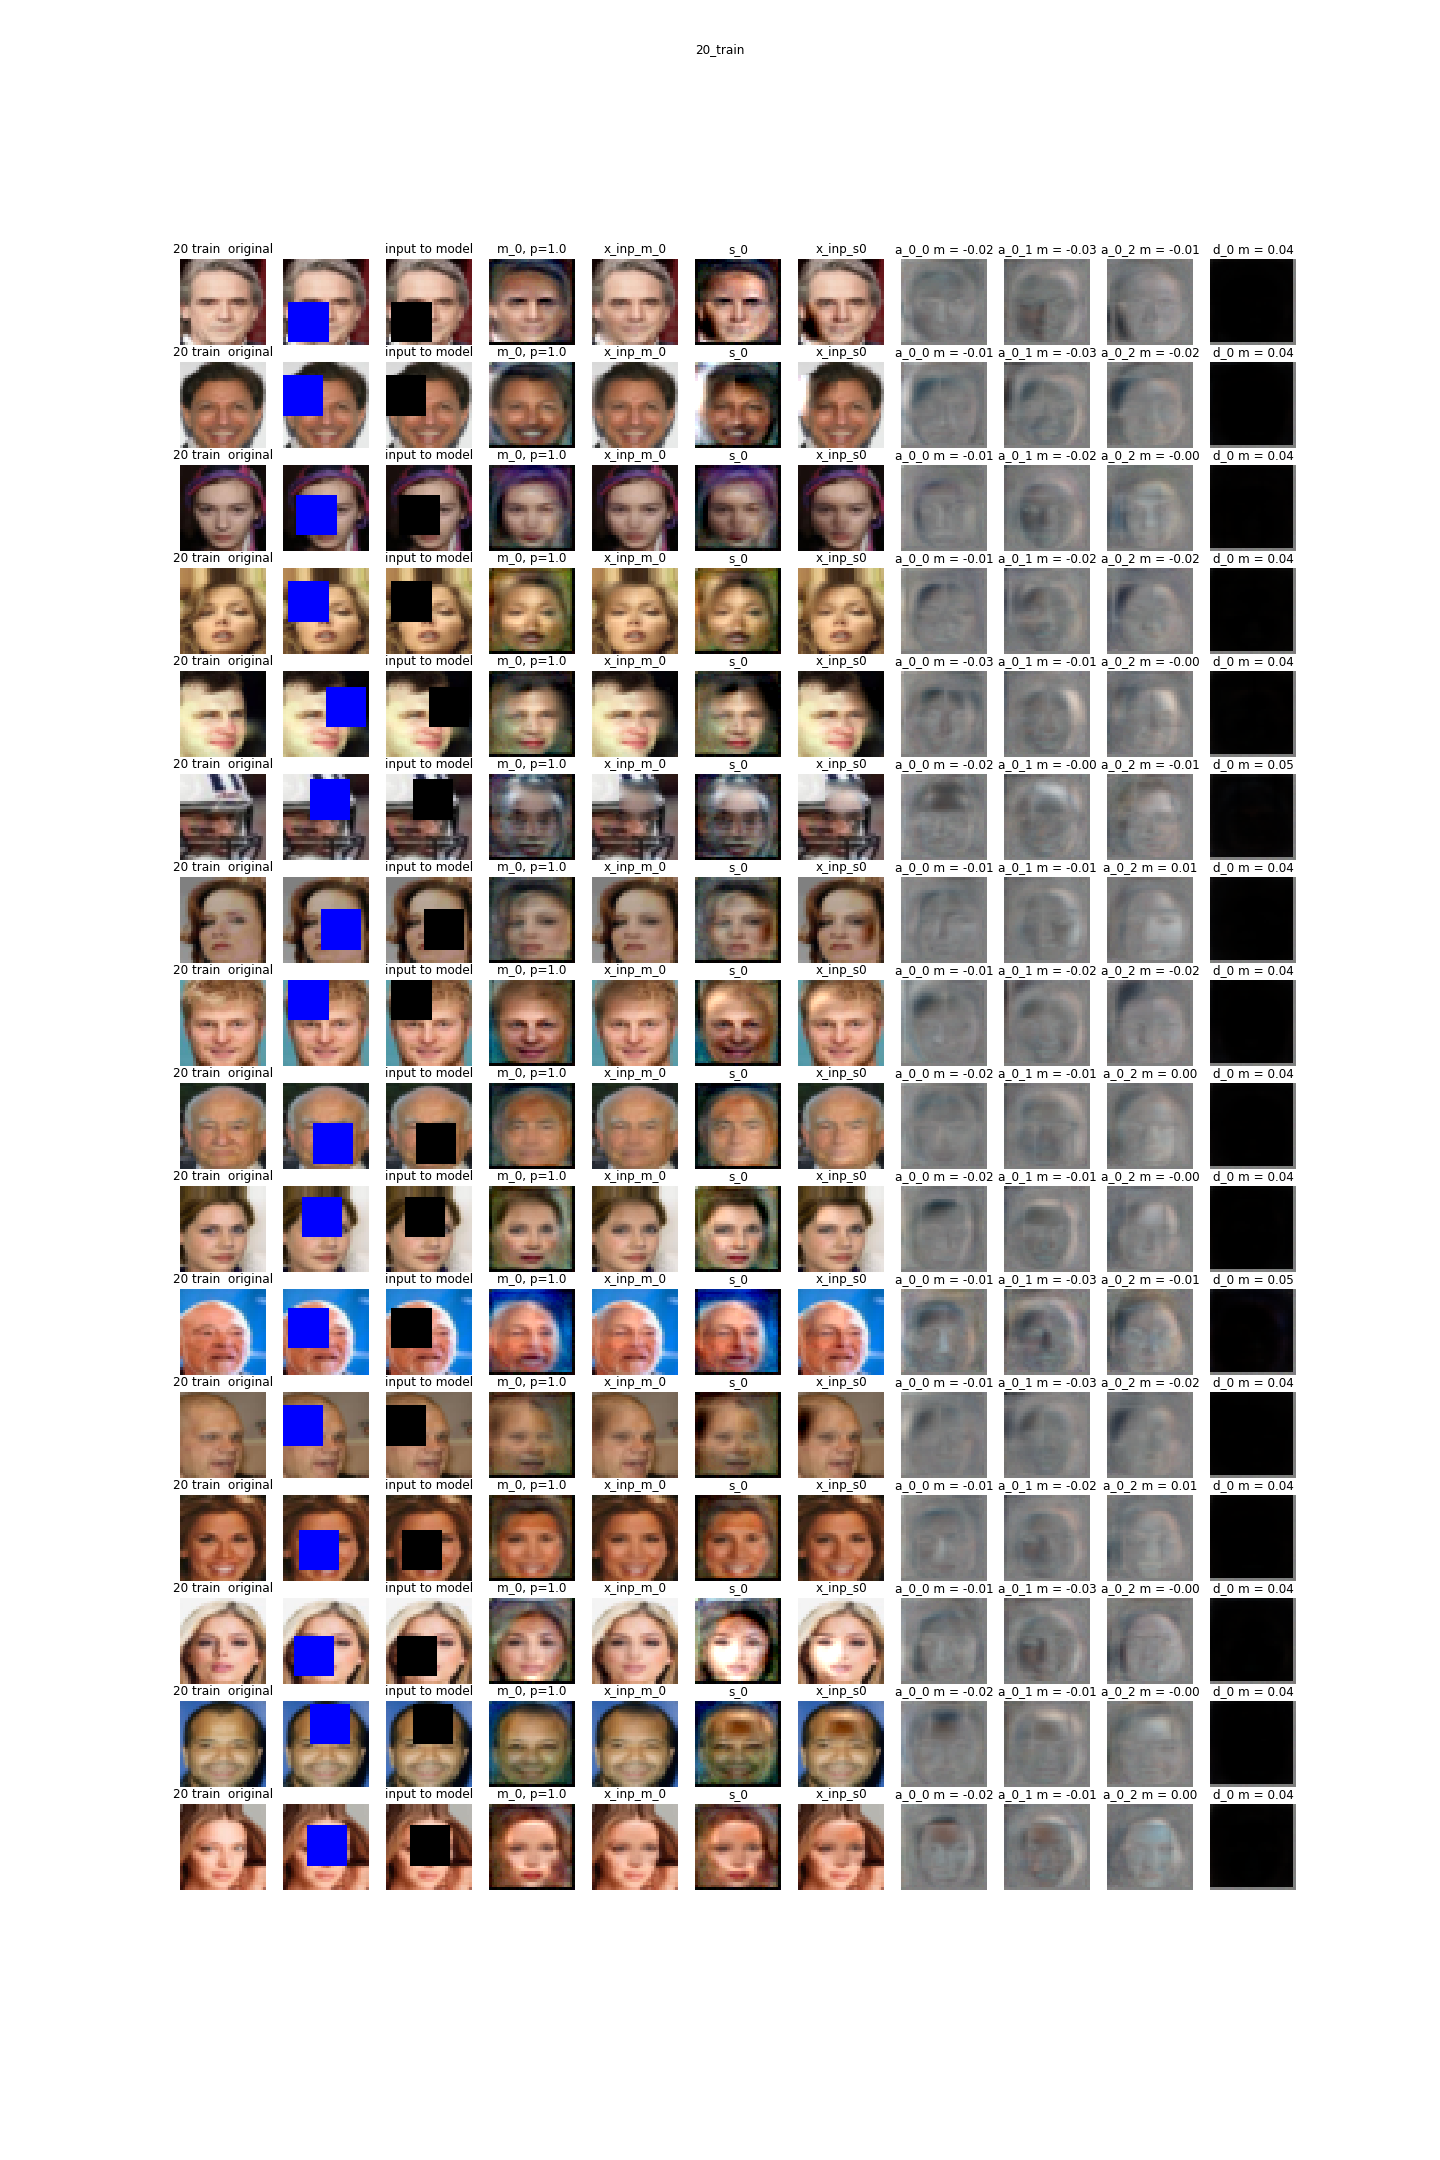 20_train
20 train  original input to model m_0, p=1.0 x_inp_m_0 s_0 x_inp_s0 a_0_0 m = -0.02 a_0_1 m = -0.03 a_0_2 m = -0.01 d_0 m = 0.04
20 train  original input to model m_0, p=1.0 x_inp_m_0 s_0 x_inp_s0 a_0_0 m = -0.01 a_0_1 m = -0.03 a_0_2 m = -0.02 d_0 m = 0.04
20 train  original input to model m_0, p=1.0 x_inp_m_0 s_0 x_inp_s0 a_0_0 m = -0.01 a_0_1 m = -0.02 a_0_2 m = -0.00 d_0 m = 0.04
20 train  original input to model m_0, p=1.0 x_inp_m_0 s_0 x_inp_s0 a_0_0 m = -0.01 a_0_1 m = -0.02 a_0_2 m = -0.02 d_0 m = 0.04
20 train  original input to model m_0, p=1.0 x_inp_m_0 s_0 x_inp_s0 a_0_0 m = -0.03 a_0_1 m = -0.01 a_0_2 m = -0.00 d_0 m = 0.04
20 train  original input to model m_0, p=1.0 x_inp_m_0 s_0 x_inp_s0 a_0_0 m = -0.02 a_0_1 m = -0.00 a_0_2 m = -0.01 d_0 m = 0.05
20 train  original input to model m_0, p=1.0 x_inp_m_0 s_0 x_inp_s0 a_0_0 m = -0.01 a_0_1 m = -0.01 a_0_2 m = 0.01 d_0 m = 0.04
20 train  original input to model m_0, p=1.0 x_inp_m_0 s_0 x_inp_s0 a_0_0 m = -0.01 a_0_1 m = -0.02 a_0_2 m = -0.02 d_0 m = 0.04
20 train  original input to model m_0, p=1.0 x_inp_m_0 s_0 x_inp_s0 a_0_0 m = -0.02 a_0_1 m = -0.01 a_0_2 m = 0.00 d_0 m = 0.04
20 train  original input to model m_0, p=1.0 x_inp_m_0 s_0 x_inp_s0 a_0_0 m = -0.02 a_0_1 m = -0.01 a_0_2 m = -0.00 d_0 m = 0.04
20 train  original input to model m_0, p=1.0 x_inp_m_0 s_0 x_inp_s0 a_0_0 m = -0.01 a_0_1 m = -0.03 a_0_2 m = -0.01 d_0 m = 0.05
20 train  original input to model m_0, p=1.0 x_inp_m_0 s_0 x_inp_s0 a_0_0 m = -0.01 a_0_1 m = -0.03 a_0_2 m = -0.02 d_0 m = 0.04
20 train  original input to model m_0, p=1.0 x_inp_m_0 s_0 x_inp_s0 a_0_0 m = -0.01 a_0_1 m = -0.02 a_0_2 m = 0.01 d_0 m = 0.04
20 train  original input to model m_0, p=1.0 x_inp_m_0 s_0 x_inp_s0 a_0_0 m = -0.01 a_0_1 m = -0.03 a_0_2 m = -0.00 d_0 m = 0.04
20 train  original input to model m_0, p=1.0 x_inp_m_0 s_0 x_inp_s0 a_0_0 m = -0.02 a_0_1 m = -0.01 a_0_2 m = -0.00 d_0 m = 0.04
20 train  original input to model m_0, p=1.0 x_inp_m_0 s_0 x_inp_s0 a_0_0 m = -0.02 a_0_1 m = -0.01 a_0_2 m = 0.00 d_0 m = 0.04